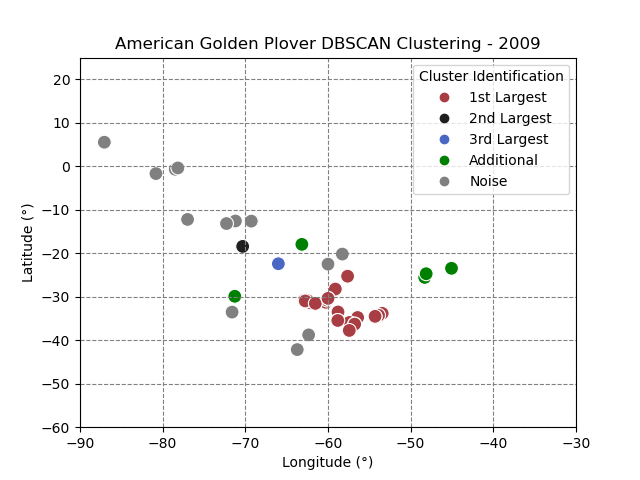 American Golden Plover DBSCAN Clustering - 2009
Cluster Identification
1st Largest
2nd Largest
3rd Largest
Additional
Noise
Latitude (°)
20
10
0
−10
−20
−30
−40
−50
−60
−90 −80 −70 −60 −50 −40 −30
Longitude (°)